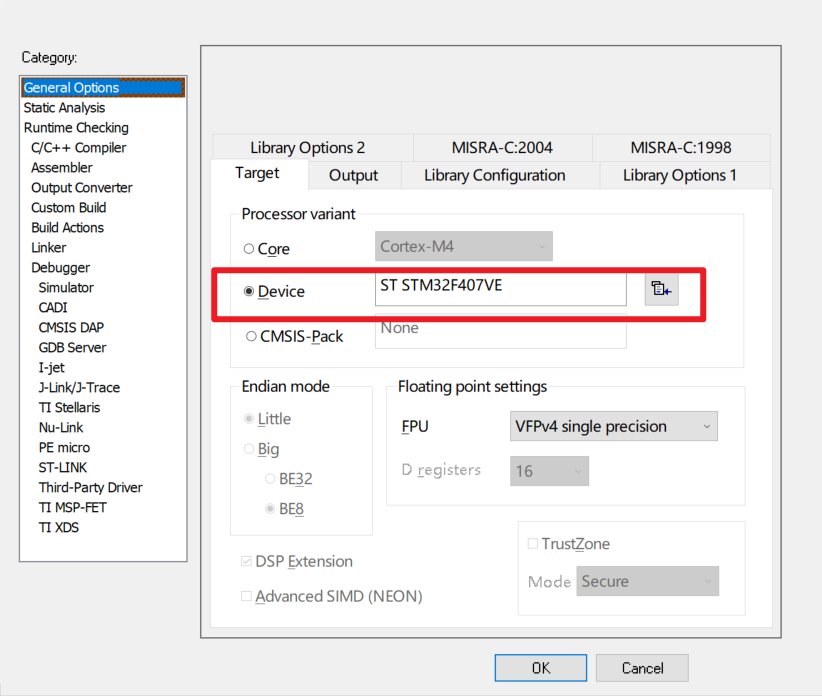 Category:
General Options
Static Analysis
Runtime Checking
C/C++ Compiler
Assembler
Output Converter
Custom Build
Build Actions
Linker
Debugger
Simulator
CADI
CMSIS DAP
GDB Server
I-jet
J-Link/J-Trace
TI Stellaris
Nu-Link
PE micro
ST-LINK
Third-Party Driver
TI MSP-FET
TI XDS
Library Options 2 MISRA-C:2004 MISRA-C:1998
Target Output Library Configuration Library Options 1
Processor variant
Core Cortex-M4
Device ST STM32F407VE
CMSIS-Pack None
Endian mode
Little
Big
BE32
BE8
Floating point settings
FPU VFPv4 single precision
D registers 16
DSP Extension
Advanced SIMD (NEON)
TrustZone
Mode Secure
OK Cancel